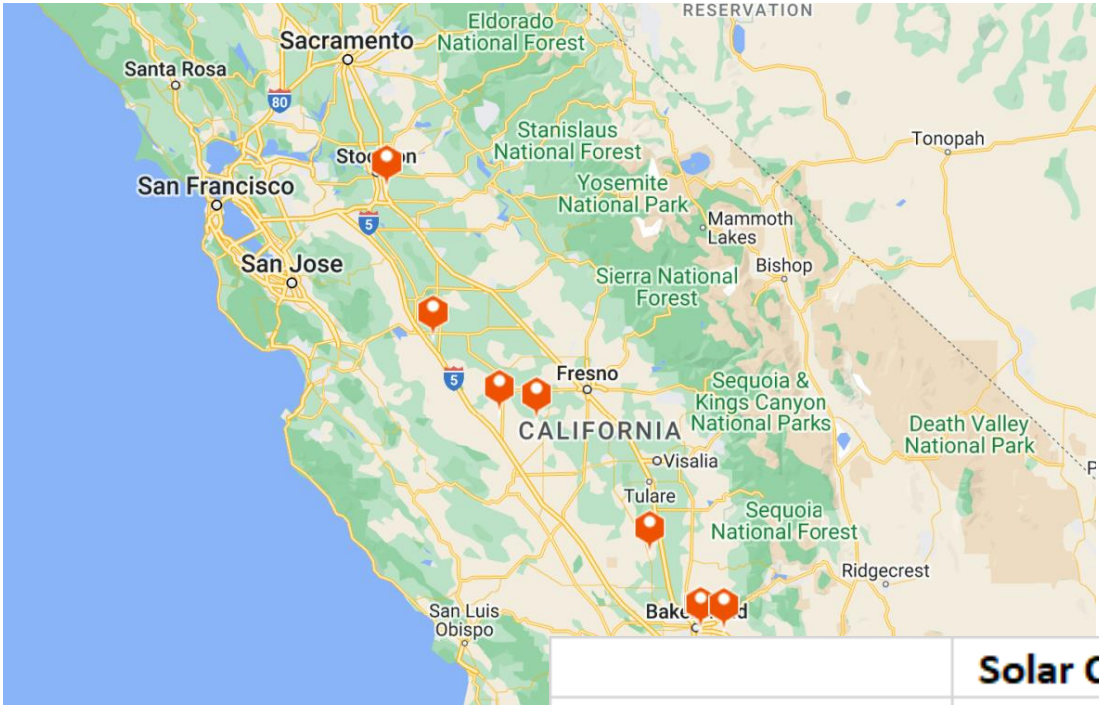 RESERVATION
Eldorado
National Forest
Sacramento
Santa Rosa
80
Stanislaus
National Forest
Tonopah
San Francisco
Yosemite
National Park
5
Mammoth
Lakes
San Jose
Bishop
Sierra National
Forest
5
Fresno
Sequoia &
Kings Canyon
National Parks
CALIFORNIA
Death Valley
National Park
Visalia
Tulare
Sequoia
National Forest
Ridgecrest
San Luis
Obispo
Solar